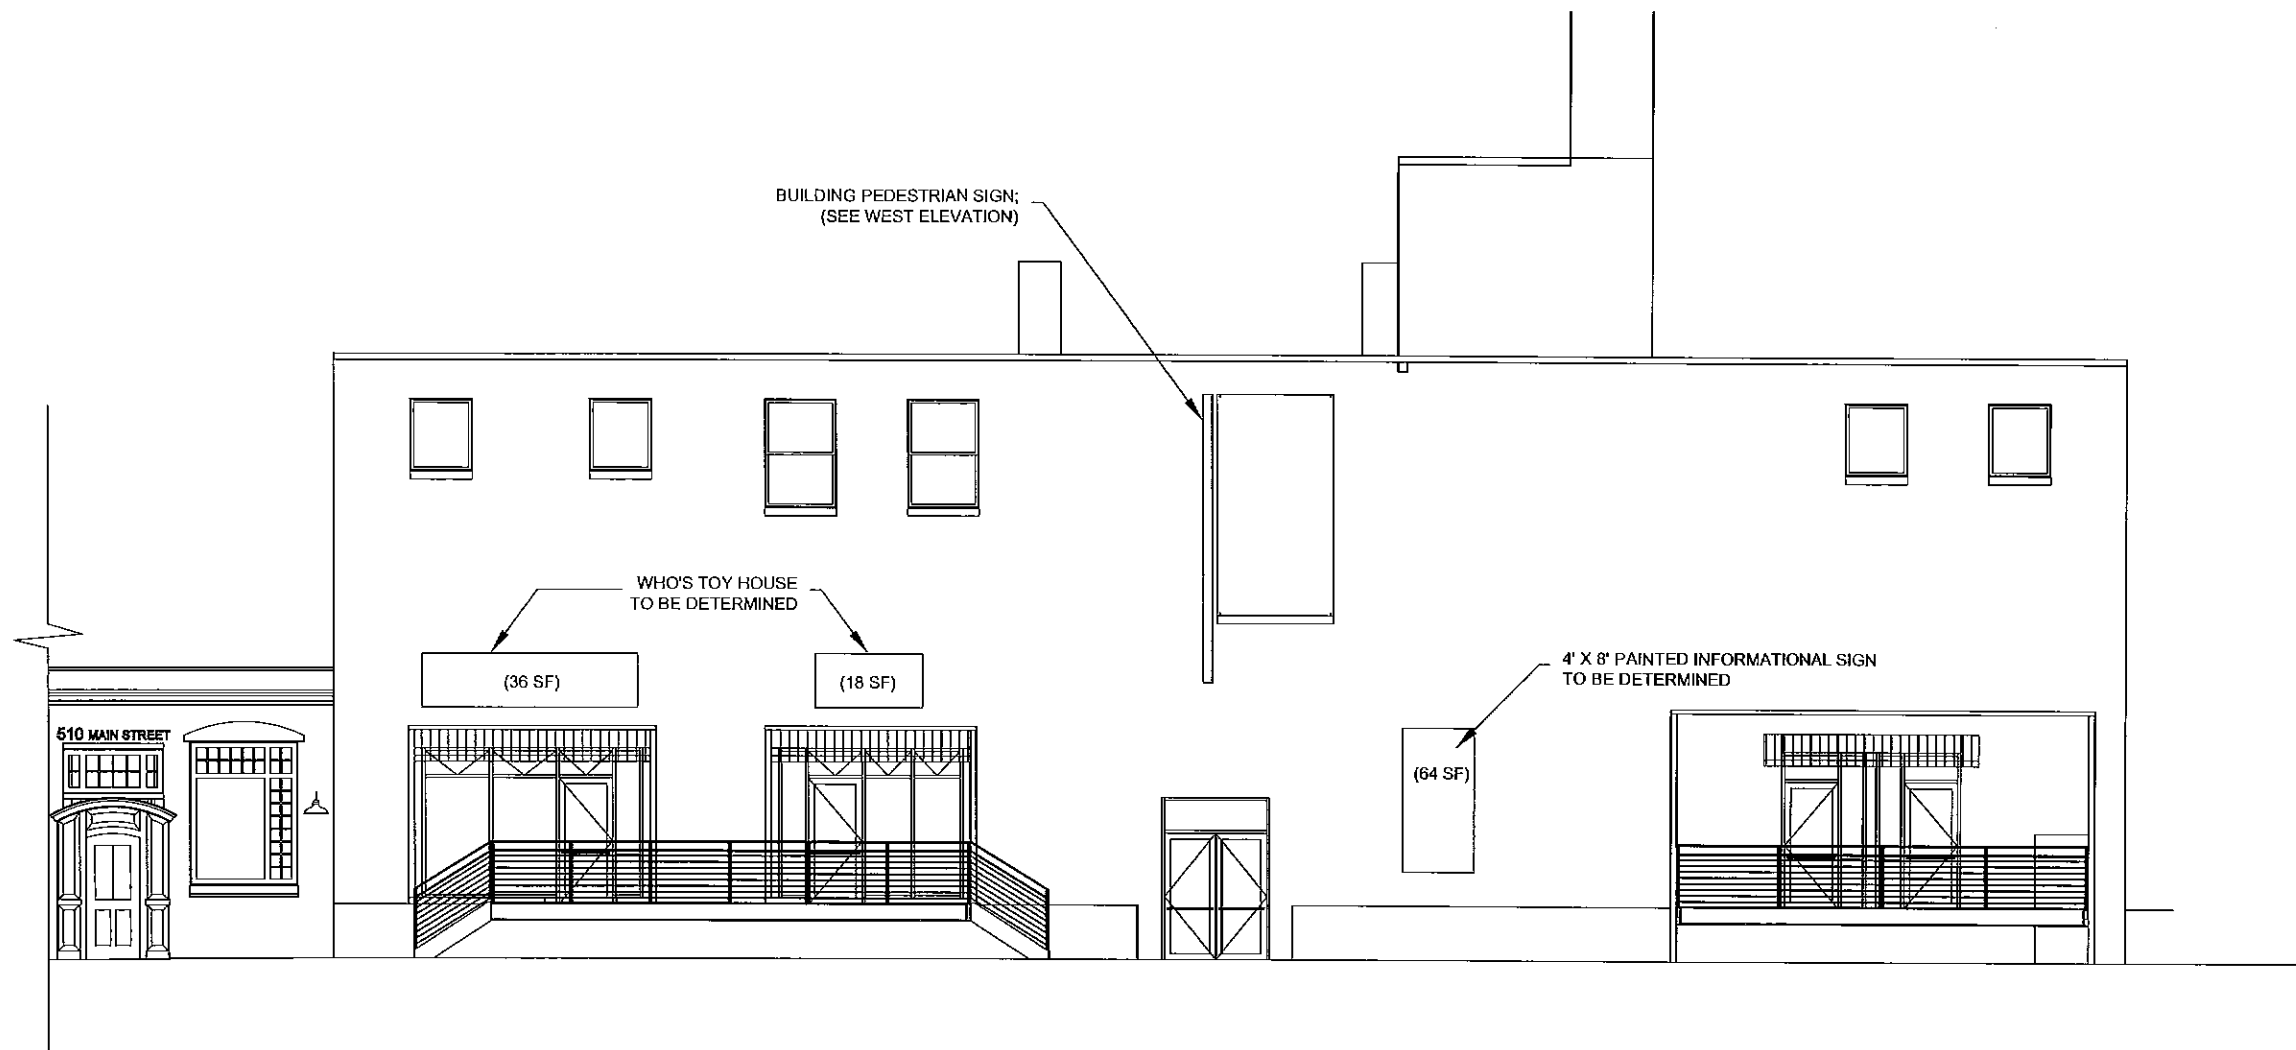 BUILDING PEDESTRIAN SIGN;
(SEE WEST ELEVATION)
WHO'S TOY HOUSE
TO BE DETERMINED
(36 SF)
(18 SF)
4' X 8' PAINTED INFORMATIONAL SIGN
TO BE DETERMINED
510 MAIN STREET
(64 SF)